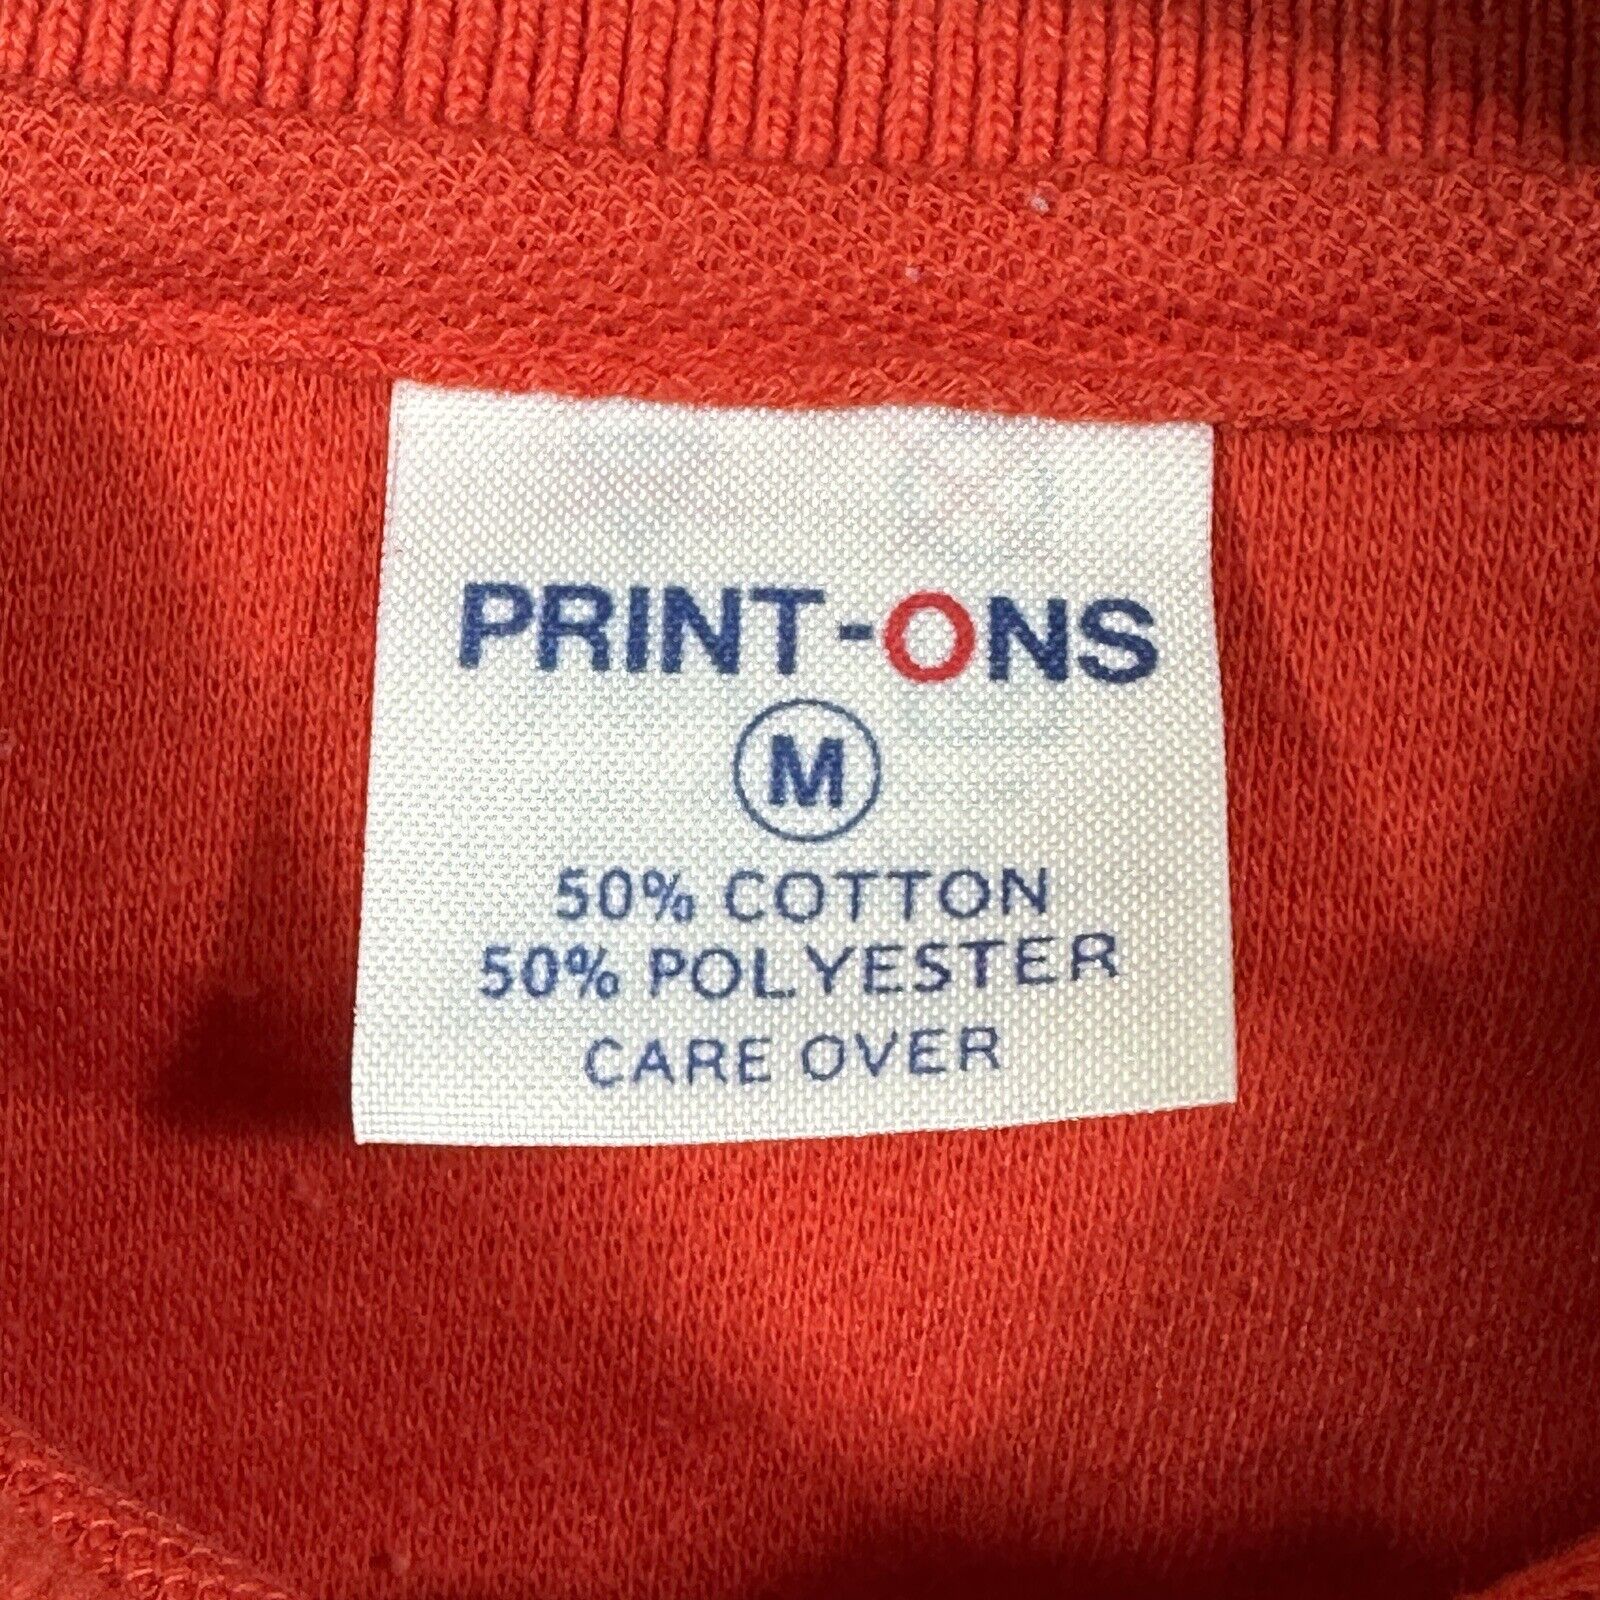 PRINT-ONS
M
50% COTTON
50% POLYESTER
CARE OVER